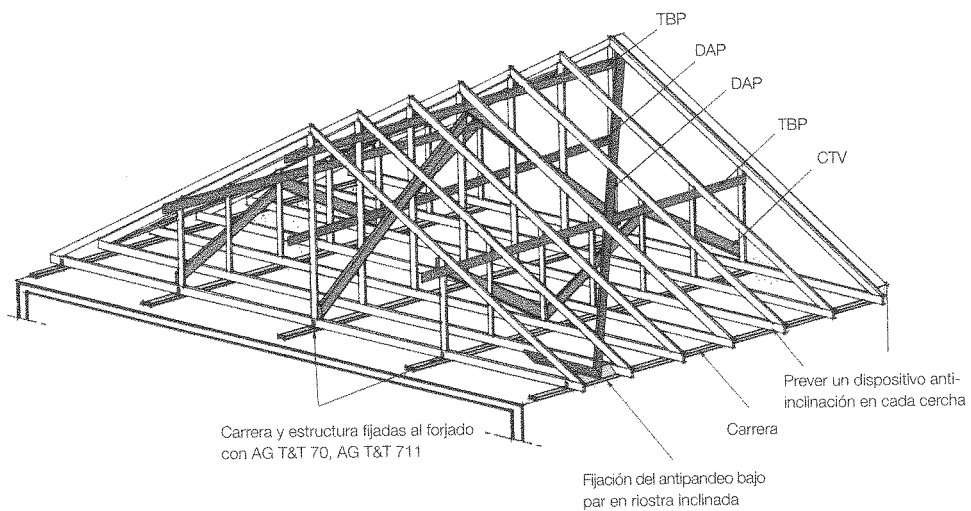 TBP
DAP
DAP
TBP
CTV
Prever un dispositivo anti-
inclinación en cada cercha
Carrera
Carrera y estructura fijadas al forjado
con AG T&T 70, AG T&T 711
Fijación del antipandeo bajo
par en riostra inclinada